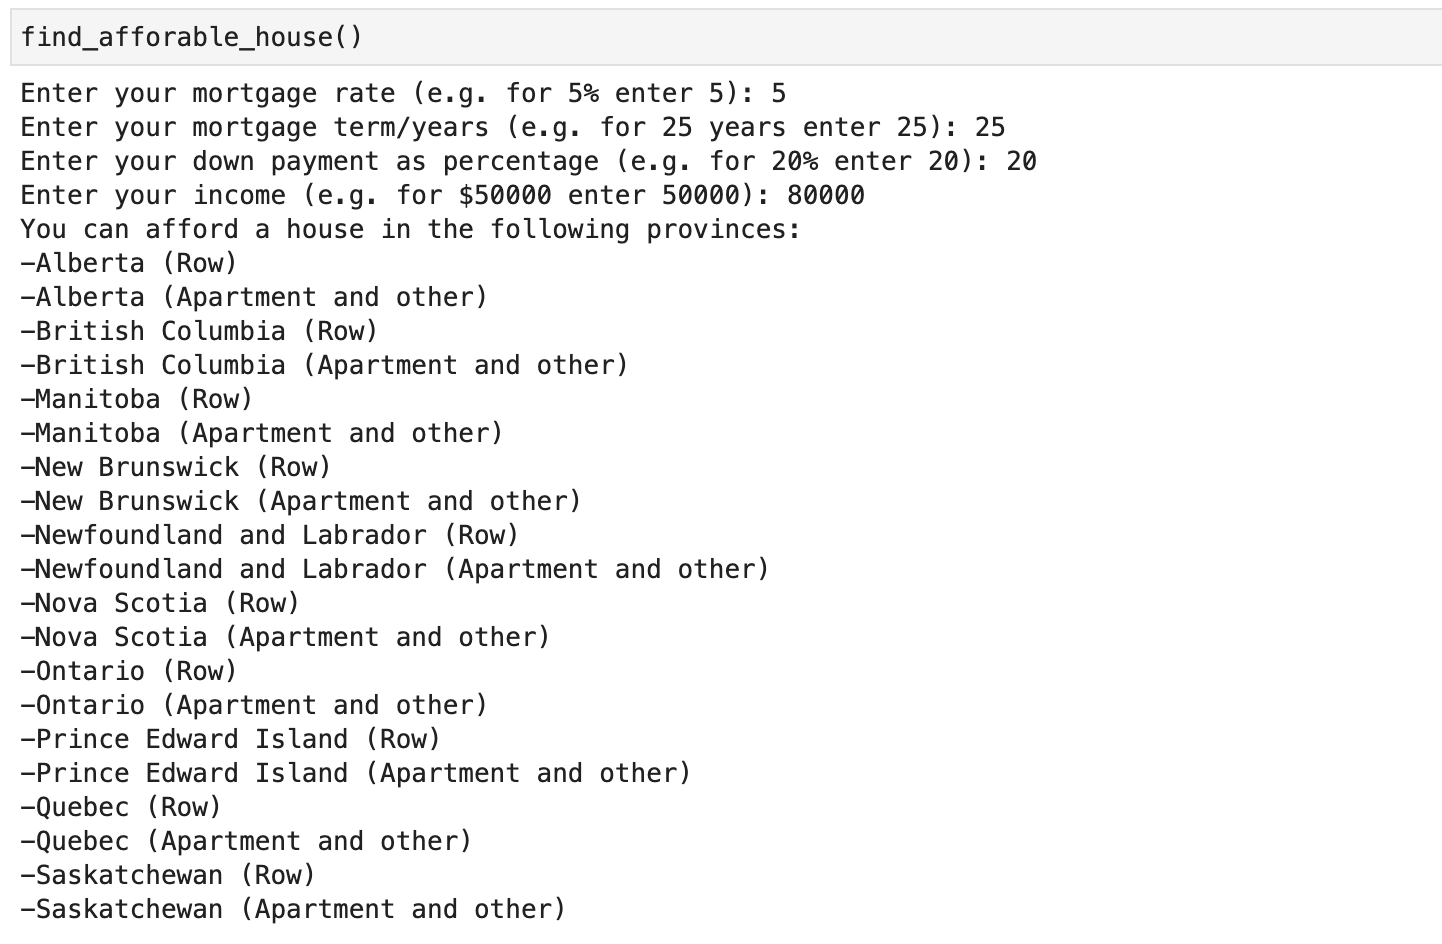 find_afforable_house()
Enter your mortgage rate (e.g. for 5% enter 5): 5
Enter your mortgage term/years (e.g. for 25 years enter 25): 25
Enter your down payment as percentage (e.g. for 20% enter 20): 20
Enter your income (e.g. for $50000 enter 50000): 80000
You can afford a house in the following provinces:
-Alberta (Row)
-Alberta (Apartment and other)
-British Columbia (Row)
-British Columbia (Apartment and other)
-Manitoba (Row)
-Manitoba (Apartment and other)
-New Brunswick (Row)
-New Brunswick (Apartment and other)
-Newfoundland and Labrador (Row)
-Newfoundland and Labrador (Apartment and other)
-Nova Scotia (Row)
-Nova Scotia (Apartment and other)
-Ontario (Row)
-Ontario (Apartment and other)
-Prince Edward Island (Row)
-Prince Edward Island (Apartment and other)
-Quebec (Row)
-Quebec (Apartment and other)
-Saskatchewan (Row)
-Saskatchewan (Apartment and other)